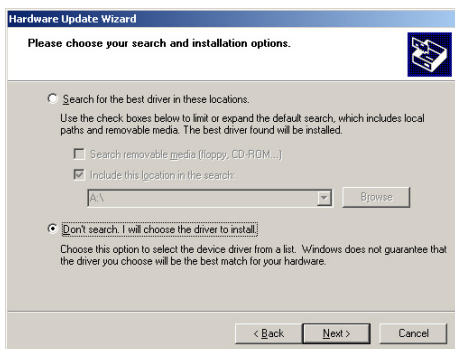 Hardware Update Wizard
Please choose your search and installation options.
Search for the best driver in these locations.
Use the check boxes below to limit or expand the default search, which includes local
paths and removable media. The best driver found will be installed.
Search removable media (floppy, CD-ROM...)
Include this location in the search:
A:\
Browse
Don't search. I will choose the driver to install.
Choose this option to select the device driver from a list. Windows does not guarantee that
the driver you choose will be the best match for your hardware.
< Back
Next >
Cancel